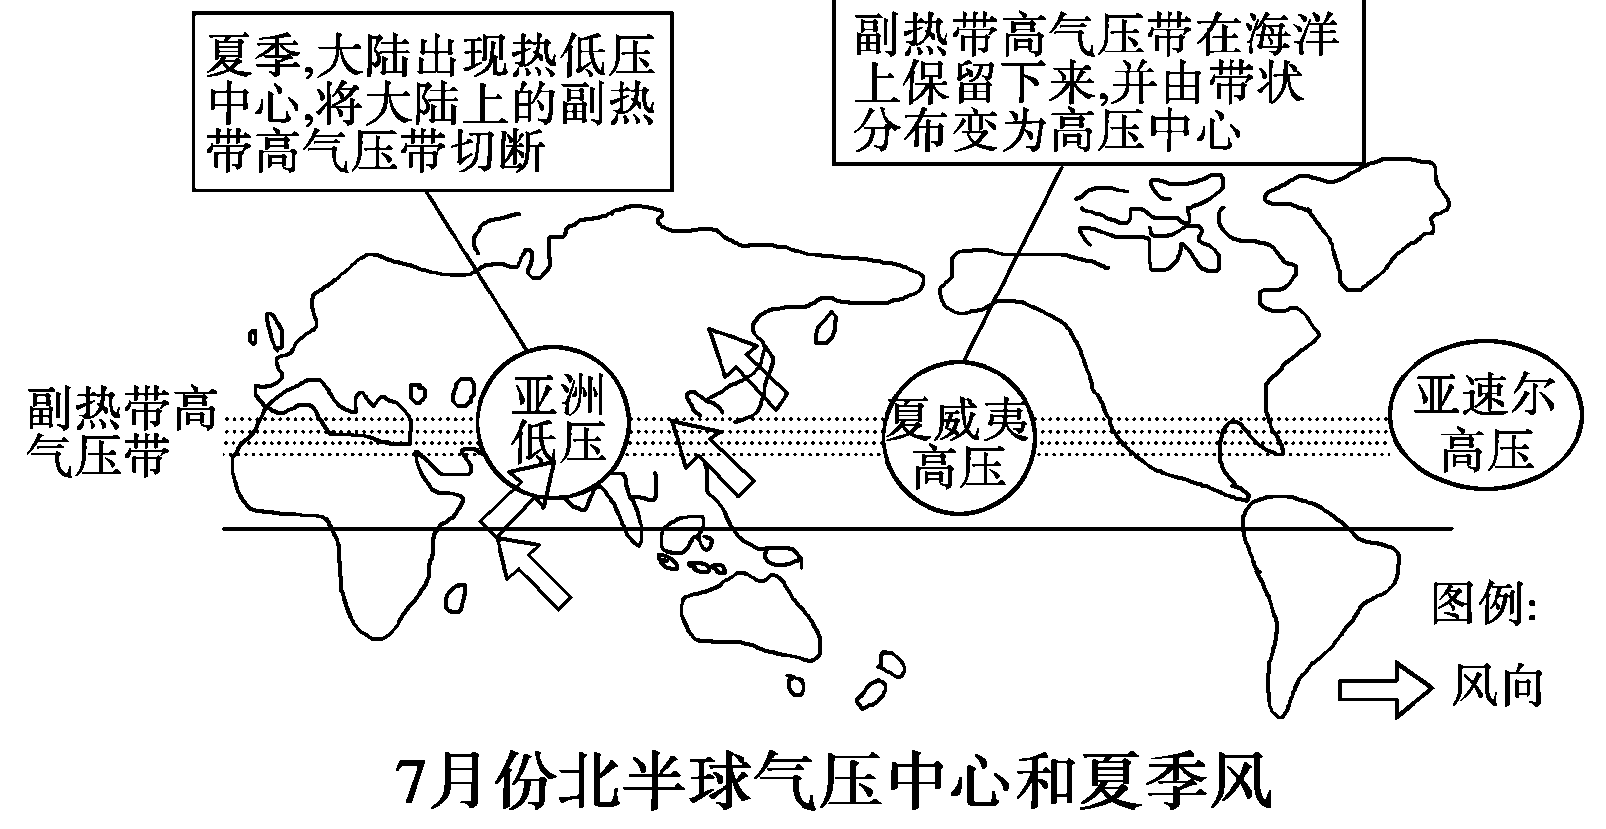 夏季,大陆出现热低压
中心,将大陆上的副热
带高气压带切断
副热带高气压带在海洋
上保留下来,并由带状
分布变为高压中心
副热带高
气压带
亚洲
低压
夏威夷
高压
亚速尔
高压
图例:
风向
7月份北半球气压中心和夏季风